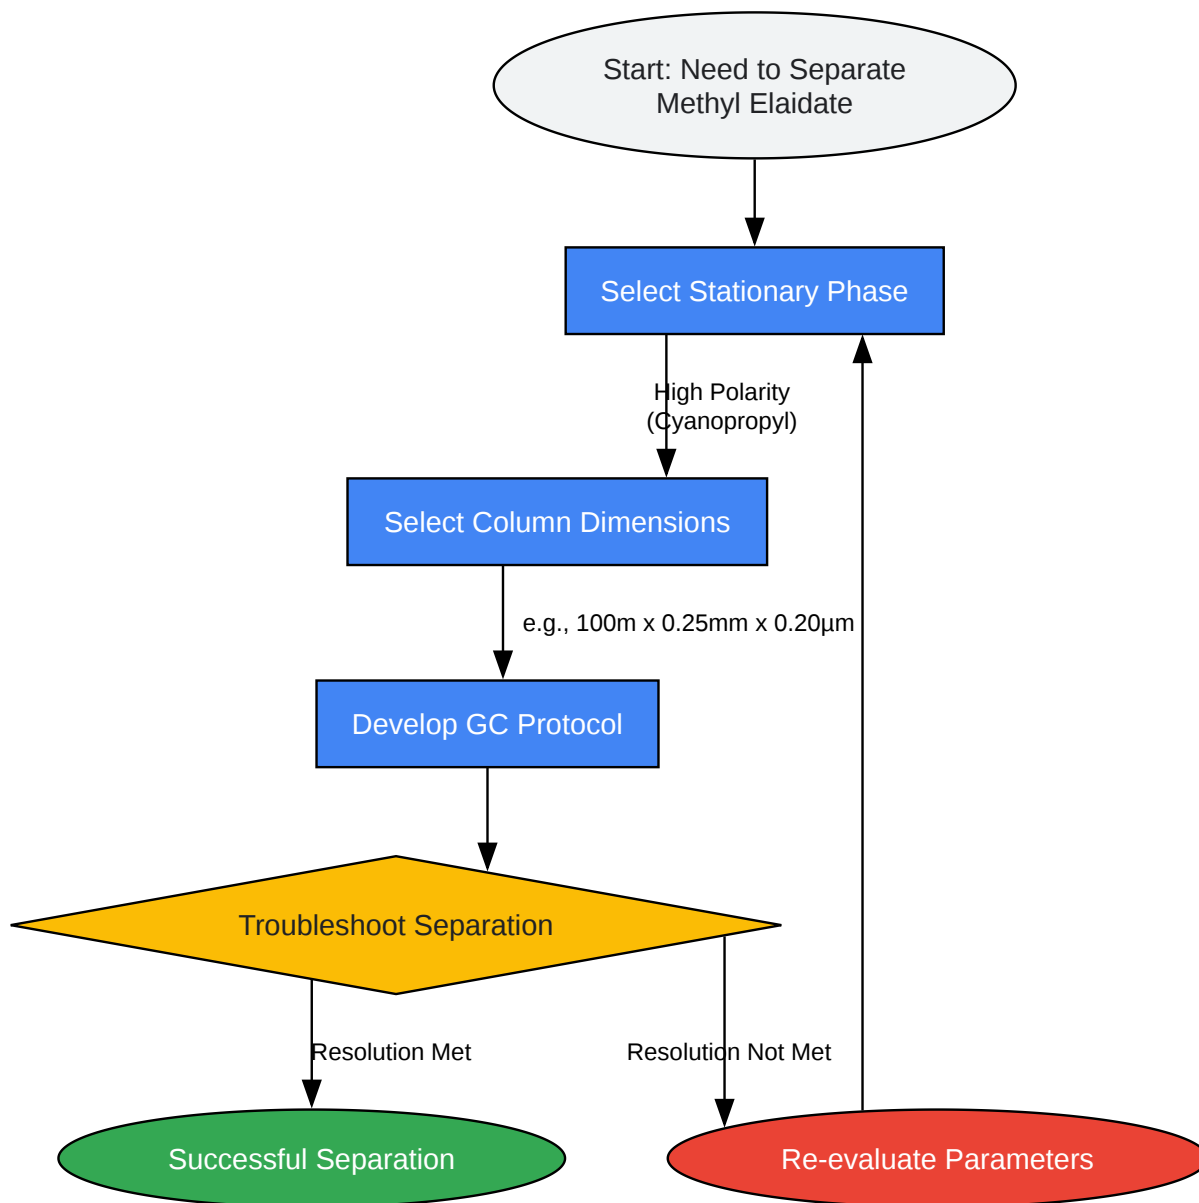 Start: Need to Separate
Methyl Elaidate
Select Stationary Phase
High Polarity
(Cyanopropyl)
Select Column Dimensions
e.g., 100m x 0.25mm x 0.20µm
Develop GC Protocol
Troubleshoot Separation
Resolution Met
Resolution Not Met
Successful Separation
Re-evaluate Parameters